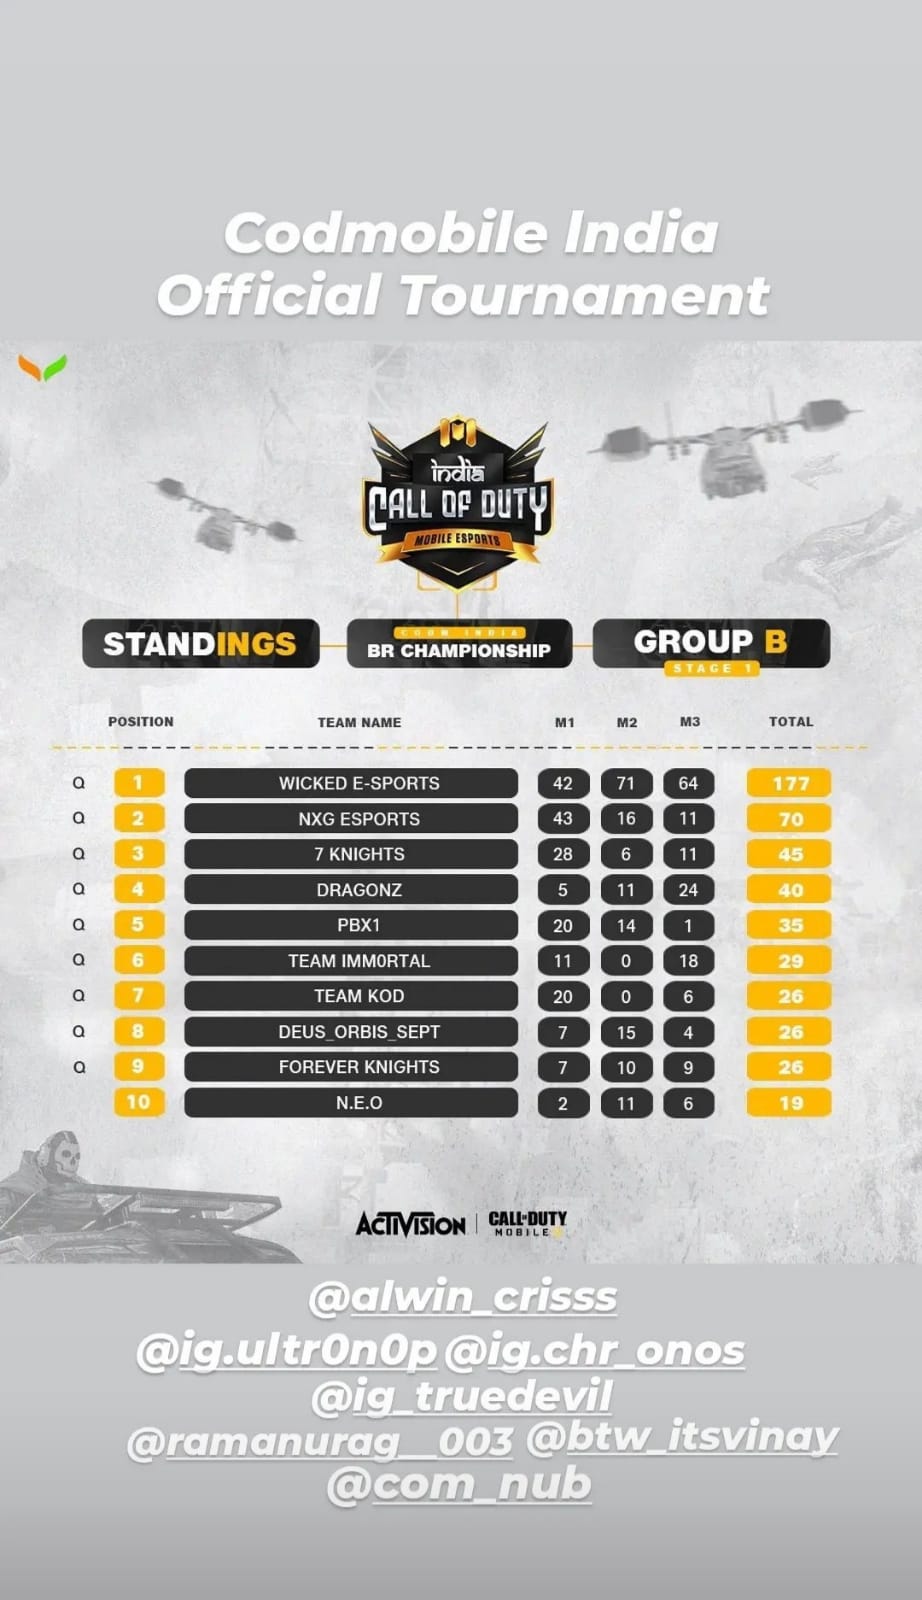 Codmobile India
Official Tournament
india
CALL OF DUTY
MOBILE ESPORTS
STANDINGS
CODM INDIA
BR CHAMPIONSHIP
GROUP B
STAGE 1
POSITION TEAM NAME M1 M2 M3 TOTAL
Q 1 WICKED E-SPORTS 42 71 64 177
Q 2 NXG ESPORTS 43 16 11 70
Q 3 7 KNIGHTS 28 6 11 45
Q 4 DRAGONZ 5 11 24 40
Q 5 PBX1 20 14 1 35
Q 6 TEAM IMM0RTAL 11 0 18 29
Q 7 TEAM KOD 20 0 6 26
Q 8 DEUS_ORBIS_SEPT 7 15 4 26
Q 9 FOREVER KNIGHTS 7 10 9 26
10 N.E.O 2 11 6 19
ACTIVISION CALL OF DUTY
MOBILE
@alwin_crisss
@ig.ultr0n0p @ig.chr_onos
@ig_truedevil
@ramanurag__003 @btw_itsvinay
@com_nub